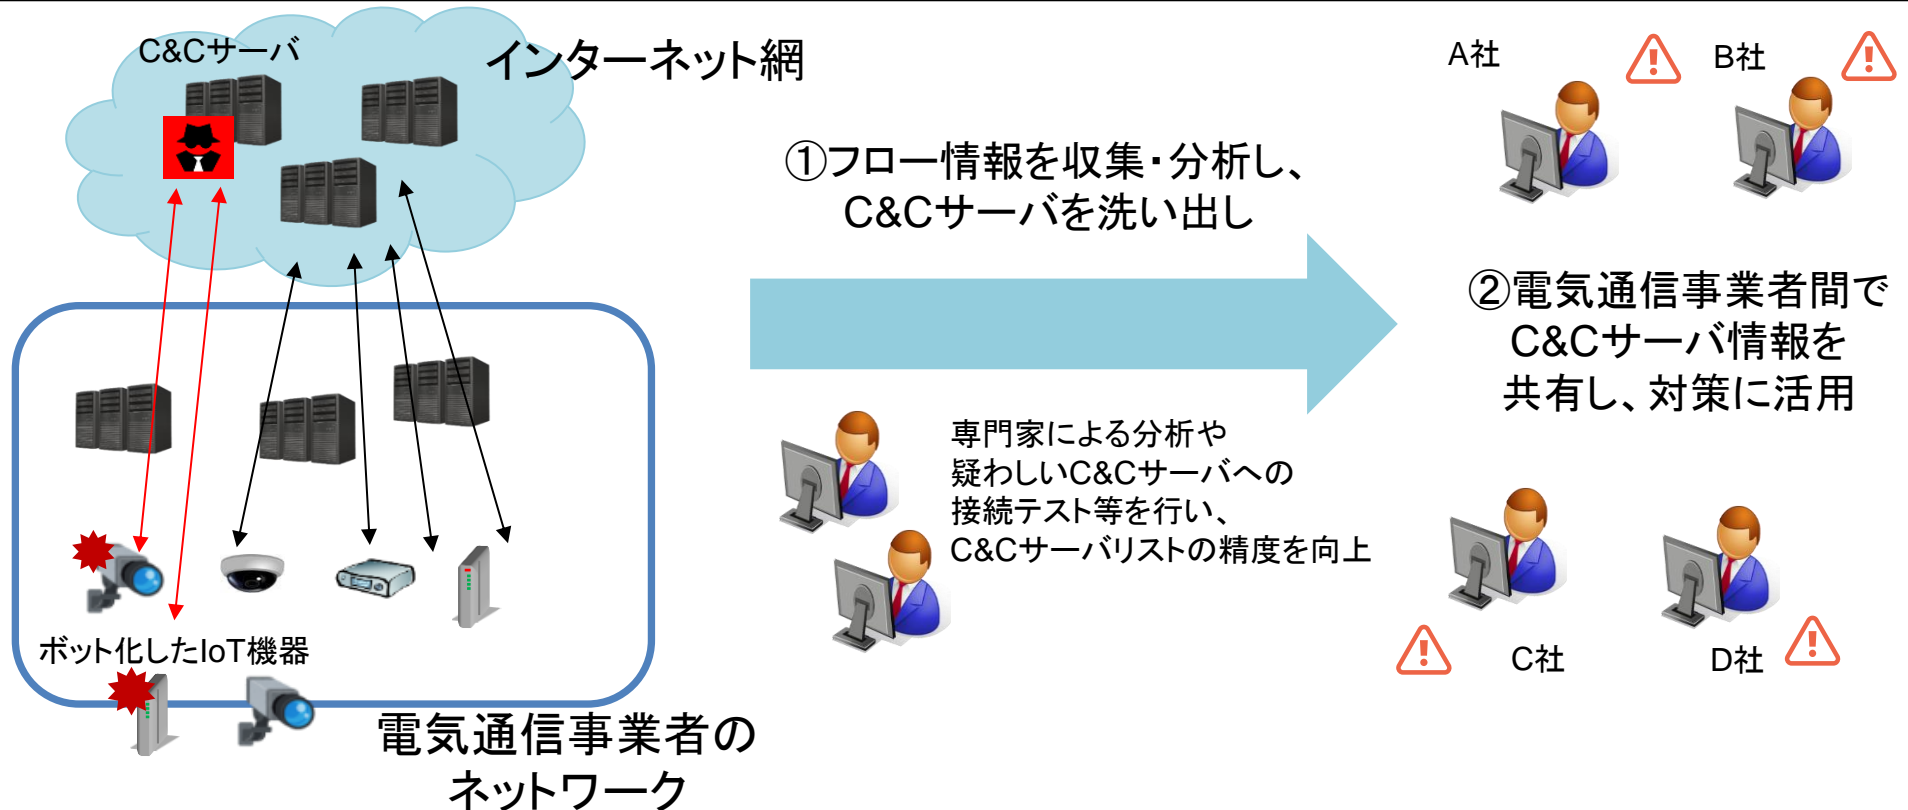 C&Cサーバ
インターネット網
ボット化したIoT機器
電気通信事業者の
ネットワーク
①フロー情報を収集・分析し、
C&Cサーバを洗い出し
専門家による分析や
疑わしいC&Cサーバへの
接続テスト等を行い、
C&Cサーバリストの精度を向上
A社
B社
②電気通信事業者間で
C&Cサーバ情報を
共有し、対策に活用
C社
D社